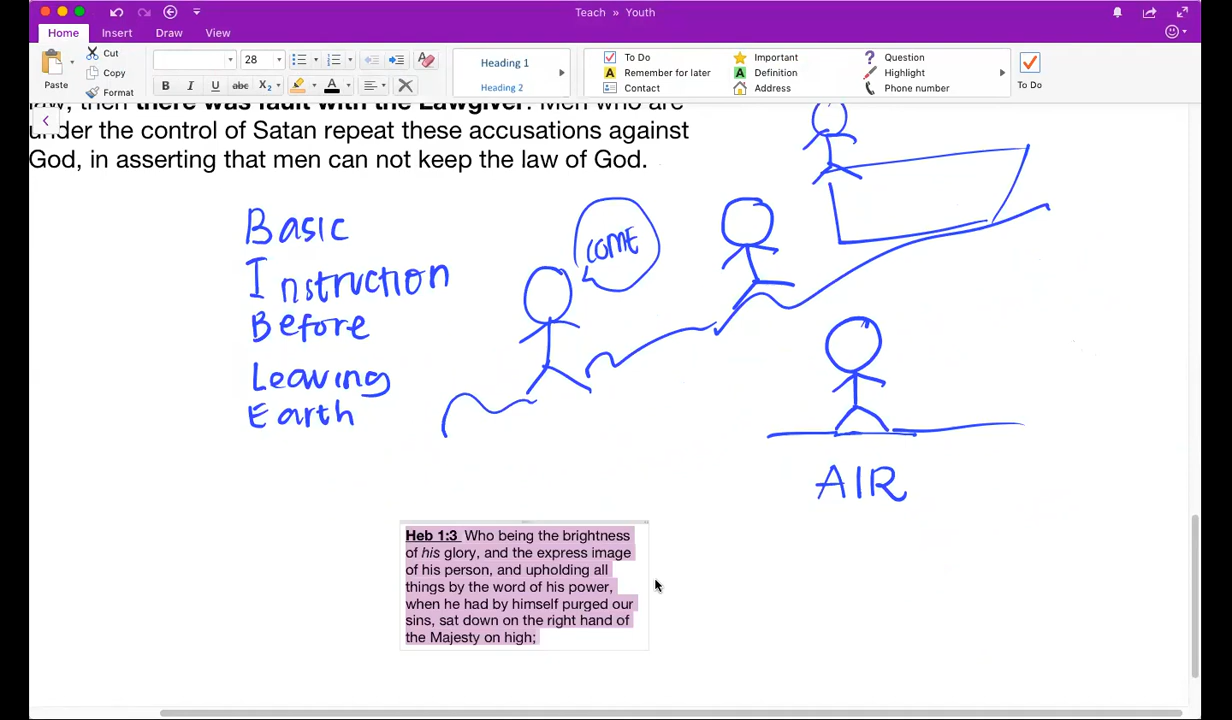 Teach » Youth
Home Insert Draw View
Paste
Cut
Copy
Format
28
B I U abc X₂ A
Heading 1
Heading 2
To Do
Remember for later
Contact
Important
Definition
Address
Question
Highlight
Phone number
To Do
law, then there was fault with the Lawgiver. Men who are
under the control of Satan repeat these accusations against
God, in asserting that men can not keep the law of God.
Basic
Instruction
Before
Leaving
Earth
COME
AIR
Heb 1:3 Who being the brightness
of his glory, and the express image
of his person, and upholding all
things by the word of his power,
when he had by himself purged our
sins, sat down on the right hand of
the Majesty on high;